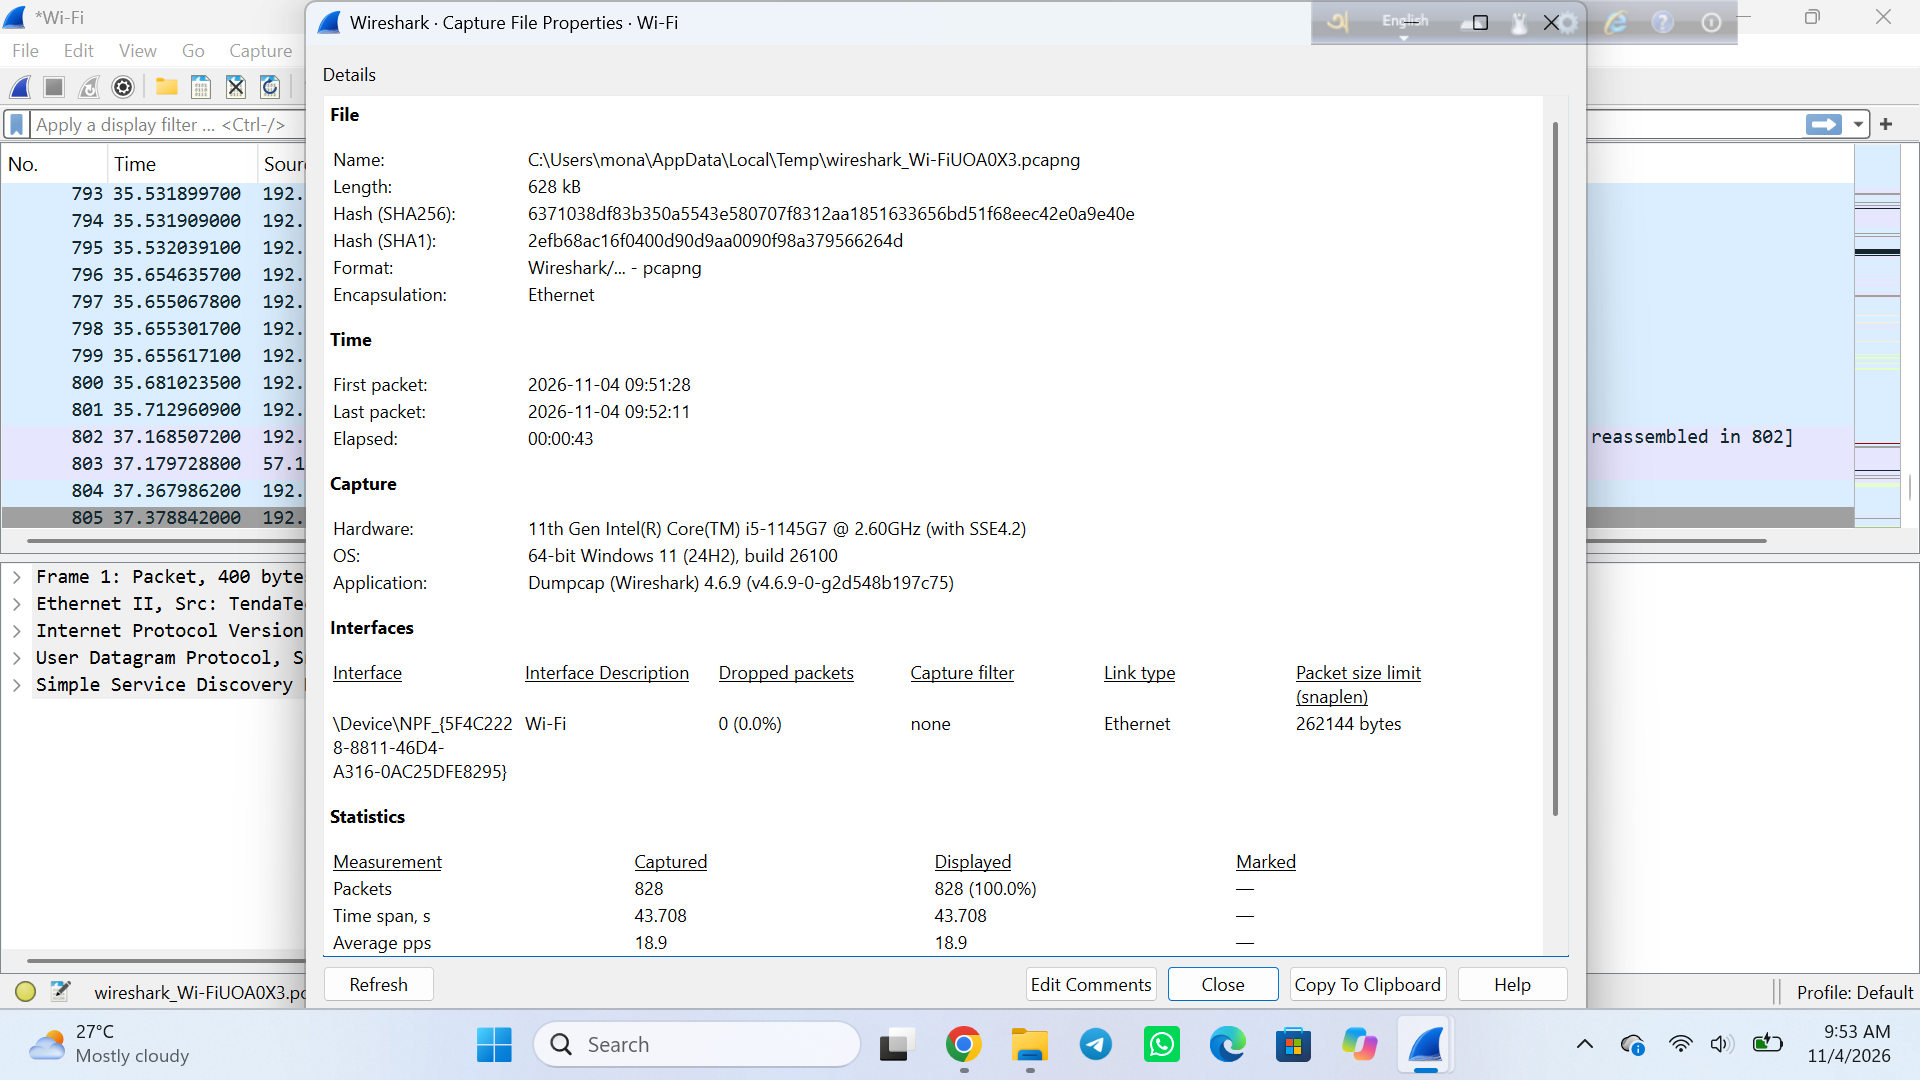 *Wi-Fi
File Edit View Go Capture
Apply a display filter ... <Ctrl-/>
No. Time
793 35.531899700 192.
794 35.531909000 192.
795 35.532039100 192.
796 35.654635700 192.
797 35.655067800 192.
798 35.655301700 192.
799 35.655617100 192.
800 35.681023500 192.
801 35.712960900 192.
802 37.168507200 192.
803 37.179728800 57.1
804 37.367986200 192.
805 37.378842000 192.
reassembled in 802]
Frame 1: Packet, 400 byte
Ethernet II, Src: TendaTe
Internet Protocol Version
User Datagram Protocol, S
Simple Service Discovery
wireshark_Wi-FiUOA0X3.pc
Profile: Default
Wireshark · Capture File Properties · Wi-Fi
English
Details
File
Name: C:\Users\mona\AppData\Local\Temp\wireshark_Wi-FiUOA0X3.pcapng
Length: 628 kB
Hash (SHA256): 6371038df83b350a5543e580707f8312aa1851633656bd51f68eec42e0a9e40e
Hash (SHA1): 2efb68ac16f0400d90d9aa0090f98a379566264d
Format: Wireshark/... - pcapng
Encapsulation: Ethernet
Time
First packet: 2026-11-04 09:51:28
Last packet: 2026-11-04 09:52:11
Elapsed: 00:00:43
Capture
Hardware: 11th Gen Intel(R) Core(TM) i5-1145G7 @ 2.60GHz (with SSE4.2)
OS: 64-bit Windows 11 (24H2), build 26100
Application: Dumpcap (Wireshark) 4.6.9 (v4.6.9-0-g2d548b197c75)
Interfaces
Interface Interface Description Dropped packets Capture filter Link type Packet size limit
(snaplen)
\Device\NPF_{5F4C222 Wi-Fi 0 (0.0%) none Ethernet 262144 bytes
8-8811-46D4-
A316-0AC25DFE8295}
Statistics
Measurement Captured Displayed Marked
Packets 828 828 (100.0%) —
Time span, s 43.708 43.708 —
Average pps 18.9 18.9 —
Refresh Edit Comments Close Copy To Clipboard Help
27°C
Mostly cloudy
Search
9:53 AM
11/4/2026